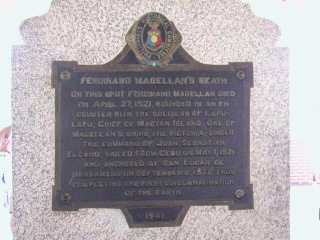 FERDINAND MAGELLAN'S DEATH
ON THIS SPOT FERDINAND MAGELLAN DIED
ON APRIL 27, 1521, WOUNDED IN AN EN-
COUNTER WITH THE SOLDIERS OF LAPU-
LAPU, CHIEF OF MACTAN ISLAND. ONE OF
MAGELLAN'S SHIPS, THE VICTORIA, UNDER
THE COMMAND OF JUAN SEBASTIAN
ELCANO, SAILED FROM CEBU ON MAY 1, 1521,
AND ANCHORED AT SAN LUCAR DE
BARRAMEDA ON SEPTEMBER 6, 1522, THUS
COMPLETING THE FIRST CIRCUMNAVIGATION
OF THE EARTH.
1941